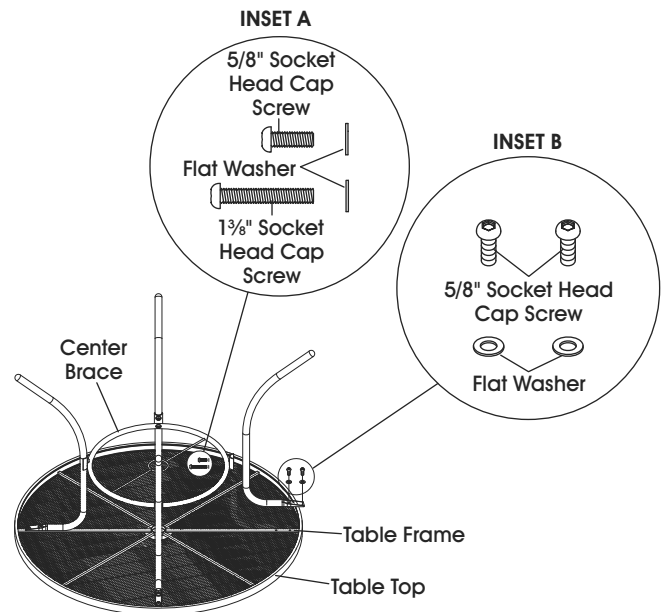 INSET A
5/8" Socket
Head Cap
Screw
Flat Washer
1⅜" Socket
Head Cap
Screw
INSET B
5/8" Socket Head
Cap Screw
Flat Washer
Center
Brace
Table Frame
Table Top